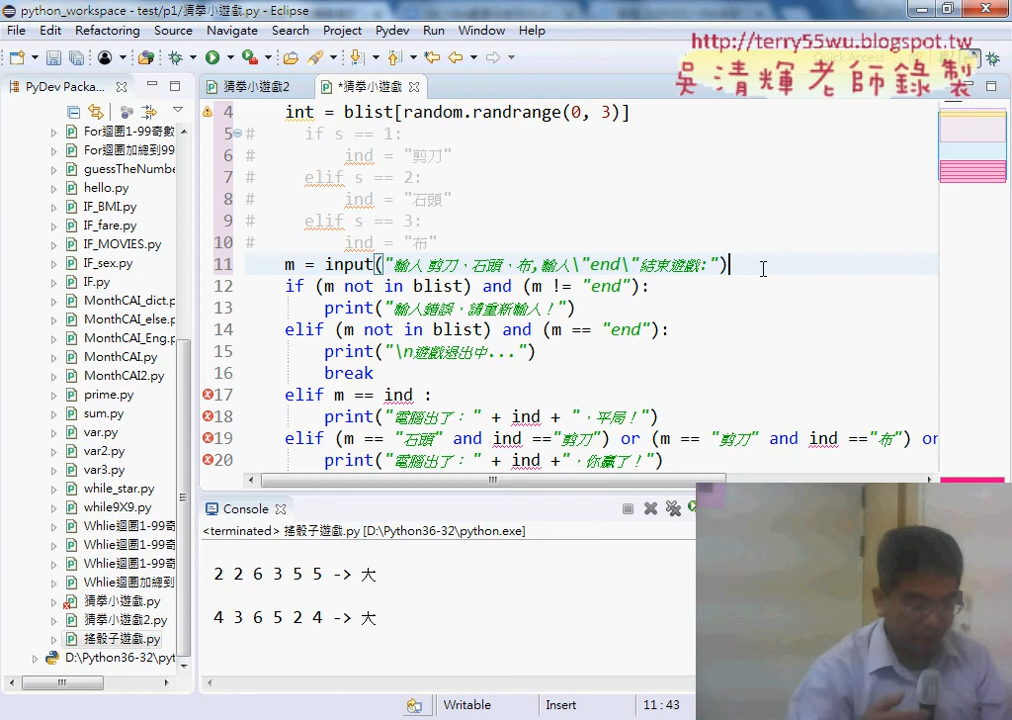 python_workspace - test/p1/猜拳小遊戲.py - Eclipse
File Edit Refactoring Source Navigate Search Project Pydev Run Window Help
http://terry55wu.blogspot.tw
Quick Access
吳清輝老師錄製
PyDev Packa...
猜拳小遊戲2
*猜拳小遊戲
For迴圈1-99奇數
For迴圈加總到99
guessTheNumbe
hello.py
IF_BMI.py
IF_fare.py
IF_MOVIES.py
IF_sex.py
IF.py
MonthCAI_dict.p
MonthCAI_else.p
MonthCAI_Eng.p
MonthCAI.py
MonthCAI2.py
prime.py
sum.py
var.py
var2.py
var3.py
while_star.py
while9X9.py
Whlie迴圈1-99奇
Whlie迴圈1-99奇
Whlie迴圈1-99奇
Whlie迴圈加總到
猜拳小遊戲.py
猜拳小遊戲2.py
搖骰子遊戲.py
D:\Python36-32\p
4 int = blist[random.randrange(0, 3)]
5 # if s == 1:
6 # ind = "剪刀"
7 # elif s == 2:
8 # ind = "石頭"
9 # elif s == 3:
10 # ind = "布"
11 m = input("輸入 剪刀、石頭、布,輸入\"end\"結束遊戲:")
12 if (m not in blist) and (m != "end"):
13 print("輸入錯誤，請重新輸入！")
14 elif (m not in blist) and (m == "end"):
15 print("\n遊戲退出中...")
16 break
17 elif m == ind :
18 print("電腦出了： " + ind + "，平局！")
19 elif (m == "石頭" and ind =="剪刀") or (m == "剪刀" and ind =="布") or
20 print("電腦出了： " + ind +"，你贏了！")
Console
<terminated> 搖骰子遊戲.py [D:\Python36-32\python.exe]
2 2 6 3 5 5 -> 大
4 3 6 5 2 4 -> 大
Writable Insert 11:43